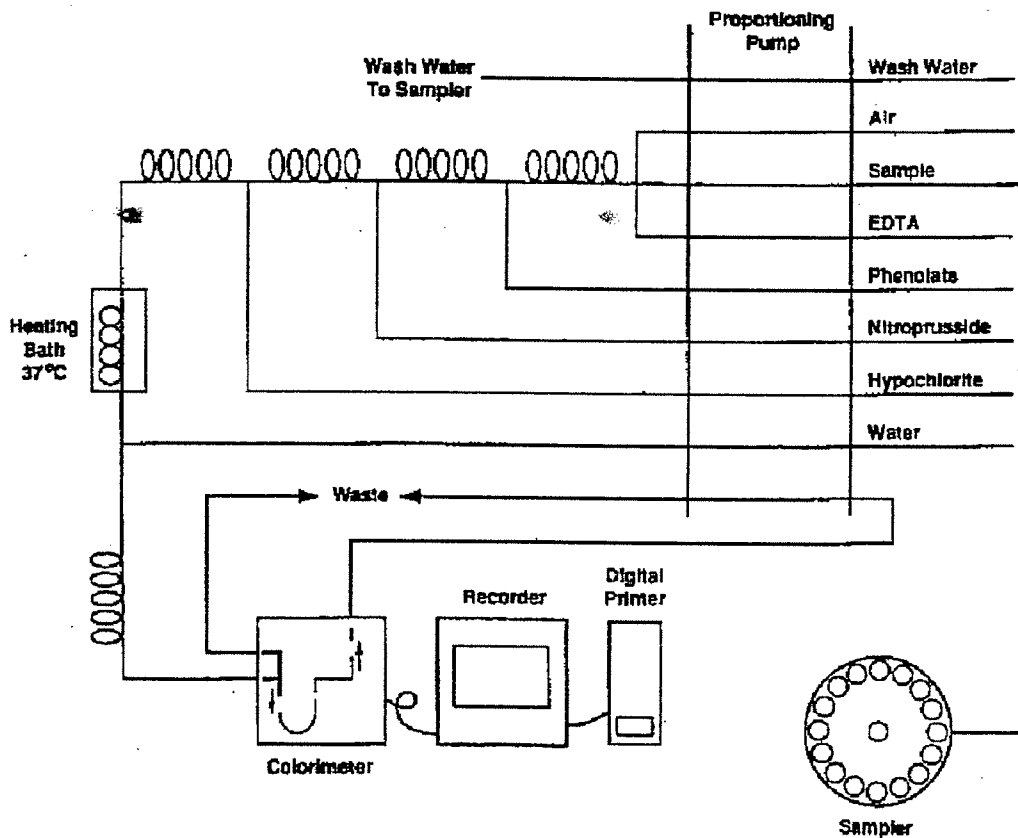 Proportioning
Pump
Wash Water
To Sampler
Wash Water
Air
Sample
EDTA
Phenolate
Nitroprusside
Hypochlorite
Water
Heating
Bath
37°C
Waste
Recorder
Digital
Primer
Colorimeter
Sampler